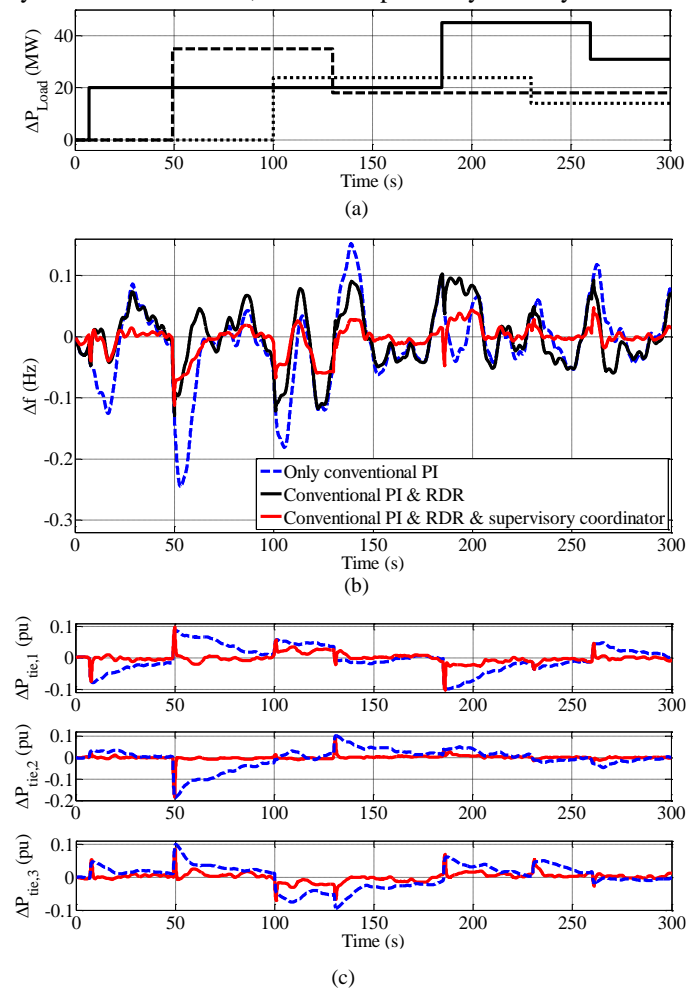 40
20
0
ΔP_Load (MW)
0 50 100 150 200 250 300
Time (s)
(a)
0.1
0
-0.1
-0.2
-0.3
Δf (Hz)
Only conventional PI
Conventional PI & RDR
Conventional PI & RDR & supervisory coordinator
0 50 100 150 200 250 300
Time (s)
(b)
0.1
0
-0.1
ΔP_tie,1 (pu)
0 50 100 150 200 250 300
0.1
0
-0.1
-0.2
ΔP_tie,2 (pu)
0 50 100 150 200 250 300
0.1
0
-0.1
ΔP_tie,3 (pu)
0 50 100 150 200 250 300
Time (s)
(c)